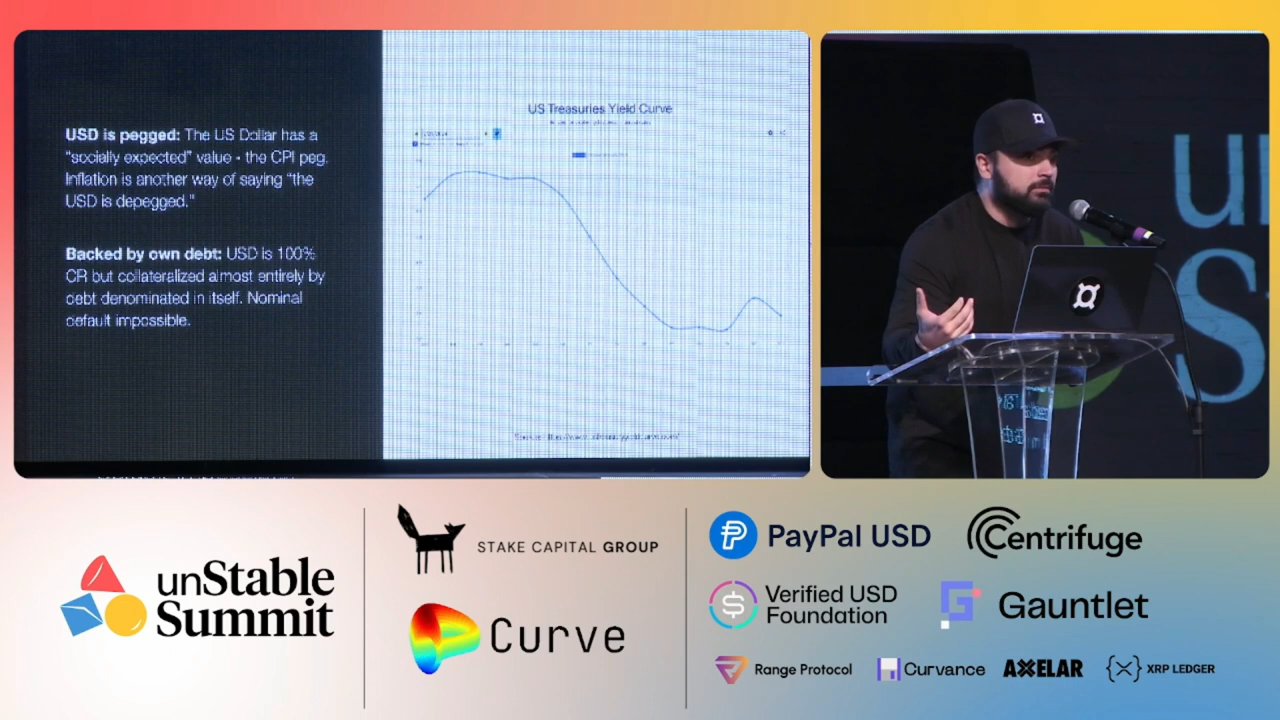 USD is pegged: The US Dollar has a
"socially expected" value - the CPI peg.
Inflation is another way of saying "the
USD is depegged."
Backed by own debt: USD is 100%
CR but collateralized almost entirely by
debt denominated in itself. Nominal
default impossible.
US Treasuries Yield Curve
unStable
Summit
STAKE CAPITAL GROUP
Curve
PayPal USD
Centrifuge
Verified USD
Foundation
Gauntlet
Range Protocol
Curvance
AXELAR
XRP LEDGER